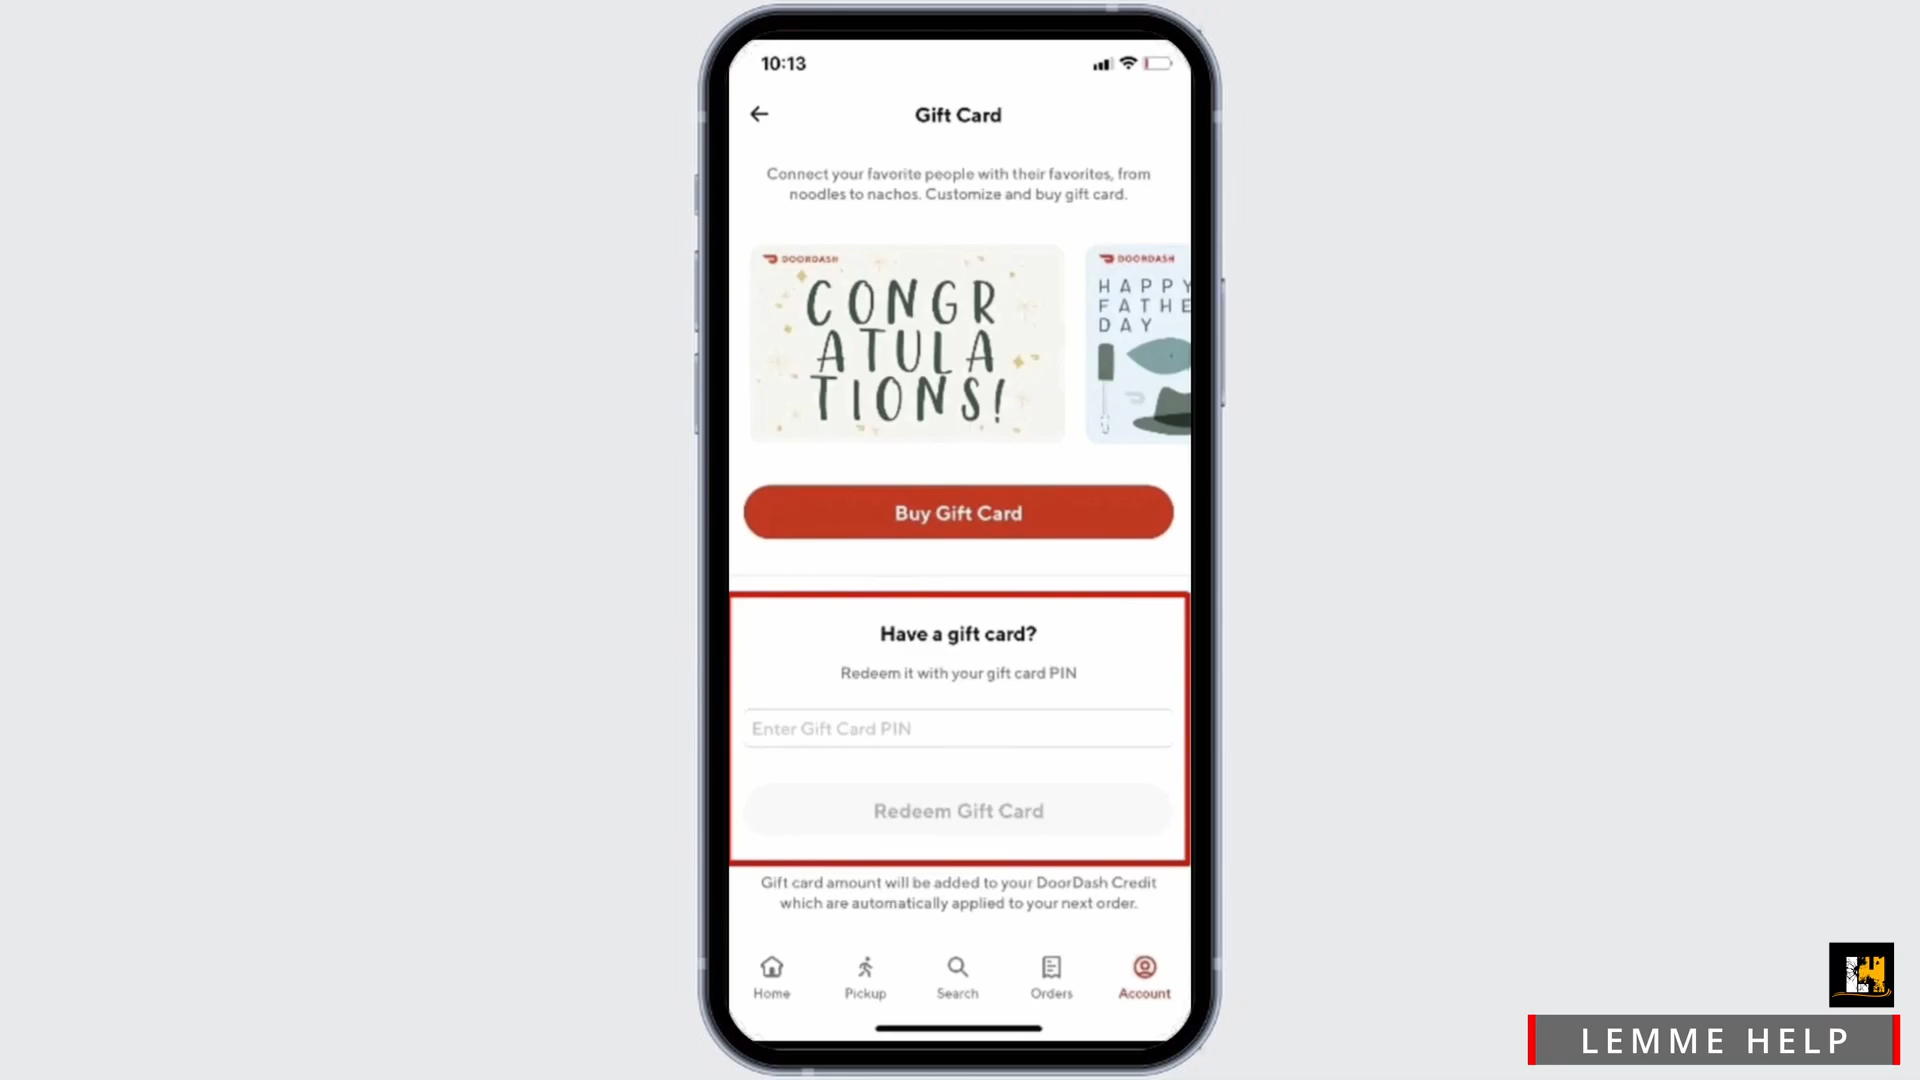 10:13
Gift Card
Connect your favorite people with their favorites, from
noodles to nachos. Customize and buy gift card.
DOORDASH
CONGR
ATULA
TIONS!
DOORDASH
HAPPY
FATHE
DAY
Buy Gift Card
Have a gift card?
Redeem it with your gift card PIN
Enter Gift Card PIN
Redeem Gift Card
Gift card amount will be added to your DoorDash Credit
which are automatically applied to your next order.
Home
Pickup
Search
Orders
Account
LEMME HELP